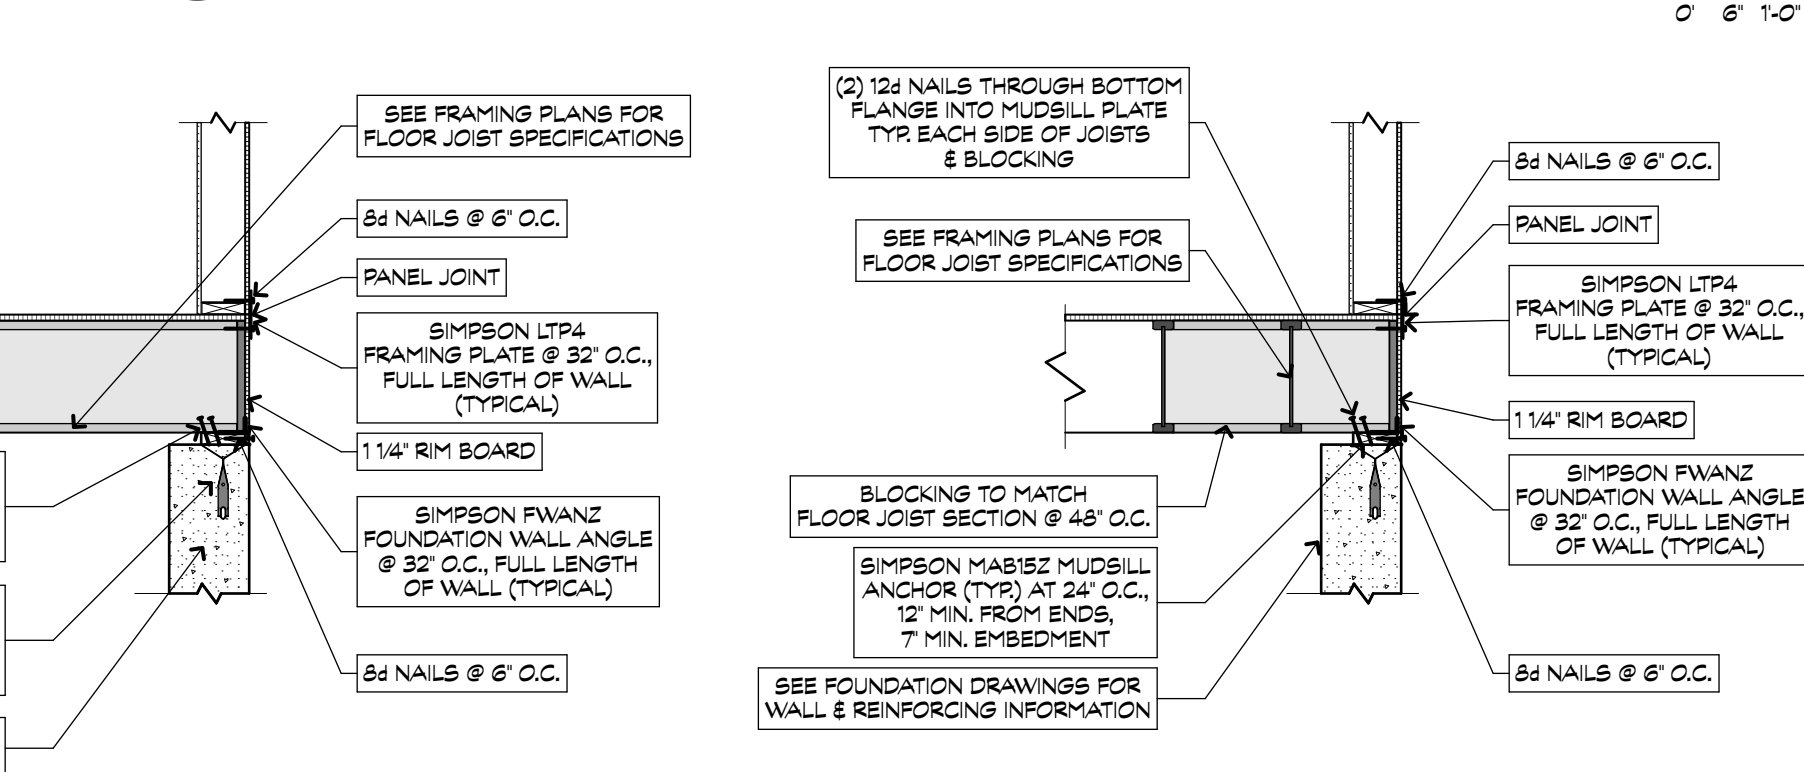 0' 6" 1'-0"
SEE FRAMING PLANS FOR
FLOOR JOIST SPECIFICATIONS
8d NAILS @ 6" O.C.
PANEL JOINT
SIMPSON LTP4
FRAMING PLATE @ 32" O.C.,
FULL LENGTH OF WALL
(TYPICAL)
1 1/4" RIM BOARD
SIMPSON FWANZ
FOUNDATION WALL ANGLE
@ 32" O.C., FULL LENGTH
OF WALL (TYPICAL)
8d NAILS @ 6" O.C.
(2) 12d NAILS THROUGH BOTTOM
FLANGE INTO MUDSILL PLATE
TYP. EACH SIDE OF JOISTS
& BLOCKING
SEE FRAMING PLANS FOR
FLOOR JOIST SPECIFICATIONS
BLOCKING TO MATCH
FLOOR JOIST SECTION @ 48" O.C.
SIMPSON MAB15Z MUDSILL
ANCHOR (TYP.) AT 24" O.C.,
12" MIN. FROM ENDS,
7" MIN. EMBEDMENT
SEE FOUNDATION DRAWINGS FOR
WALL & REINFORCING INFORMATION
8d NAILS @ 6" O.C.
PANEL JOINT
SIMPSON LTP4
FRAMING PLATE @ 32" O.C.,
FULL LENGTH OF WALL
(TYPICAL)
1 1/4" RIM BOARD
SIMPSON FWANZ
FOUNDATION WALL ANGLE
@ 32" O.C., FULL LENGTH
OF WALL (TYPICAL)
8d NAILS @ 6" O.C.